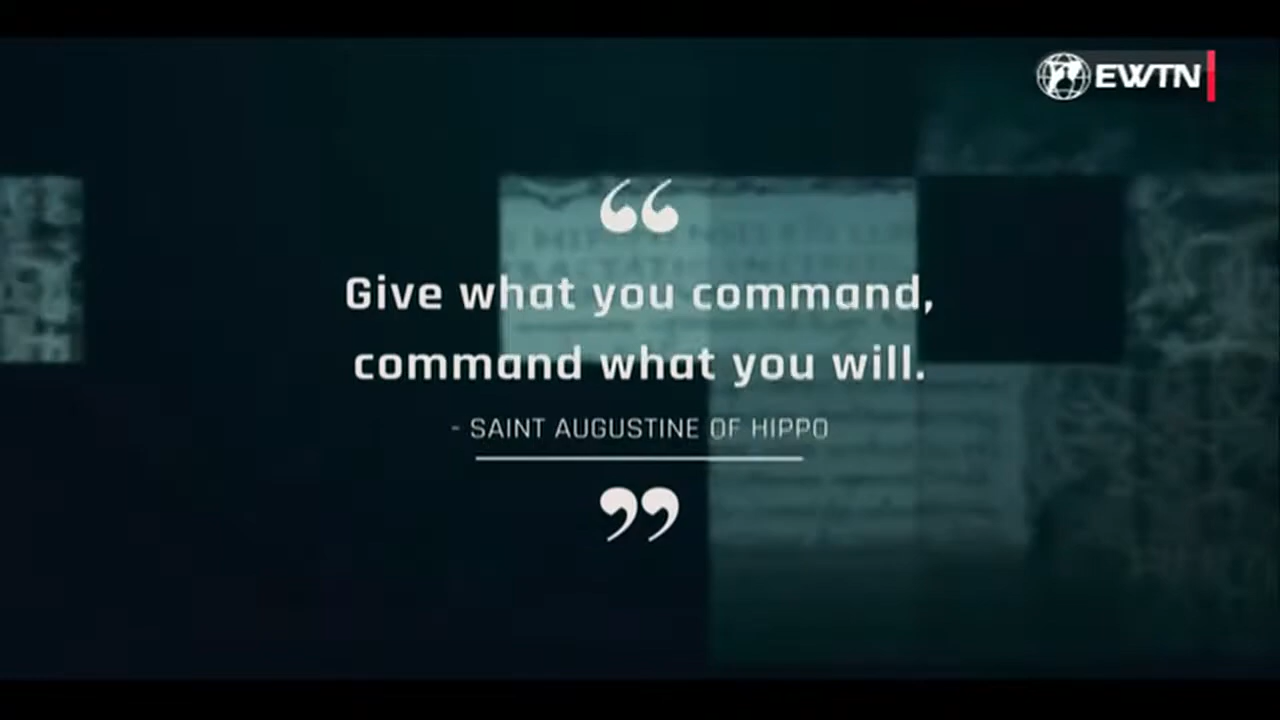 EWTN
“
Give what you command,
command what you will.
- SAINT AUGUSTINE OF HIPPO
”